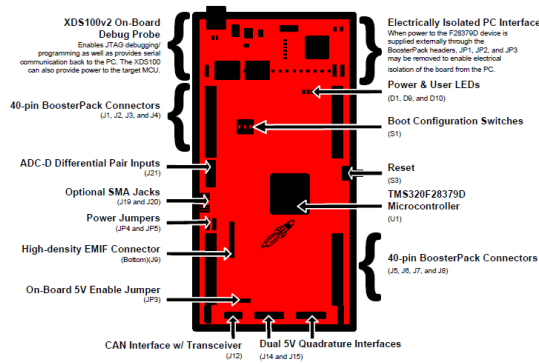 XDS100v2 On-Board
Debug Probe
Enables JTAG debugging/
programming as well as provides serial
communication back to the PC. The XDS100
can also provide power to the target MCU.
40-pin BoosterPack Connectors
(J1, J2, J3, and J4)
ADC-D Differential Pair Inputs
(J21)
Optional SMA Jacks
(J19 and J20)
Power Jumpers
(JP4 and JP5)
High-density EMIF Connector
(Bottom)(J9)
On-Board 5V Enable Jumper
(JP3)
CAN Interface w/ Transceiver
(J12)
Dual 5V Quadrature Interfaces
(J14 and J15)
Electrically Isolated PC Interface
When power to the F28379D device is
supplied externally through the
BoosterPack headers, JP1, JP2, and JP3
may be removed to enable electrical
isolation of the board from the PC.
Power & User LEDs
(D1, D9, and D10)
Boot Configuration Switches
(S1)
Reset
(S3)
TMS320F28379D
Microcontroller
(U1)
40-pin BoosterPack Connectors
(J5, J6, J7, and J8)